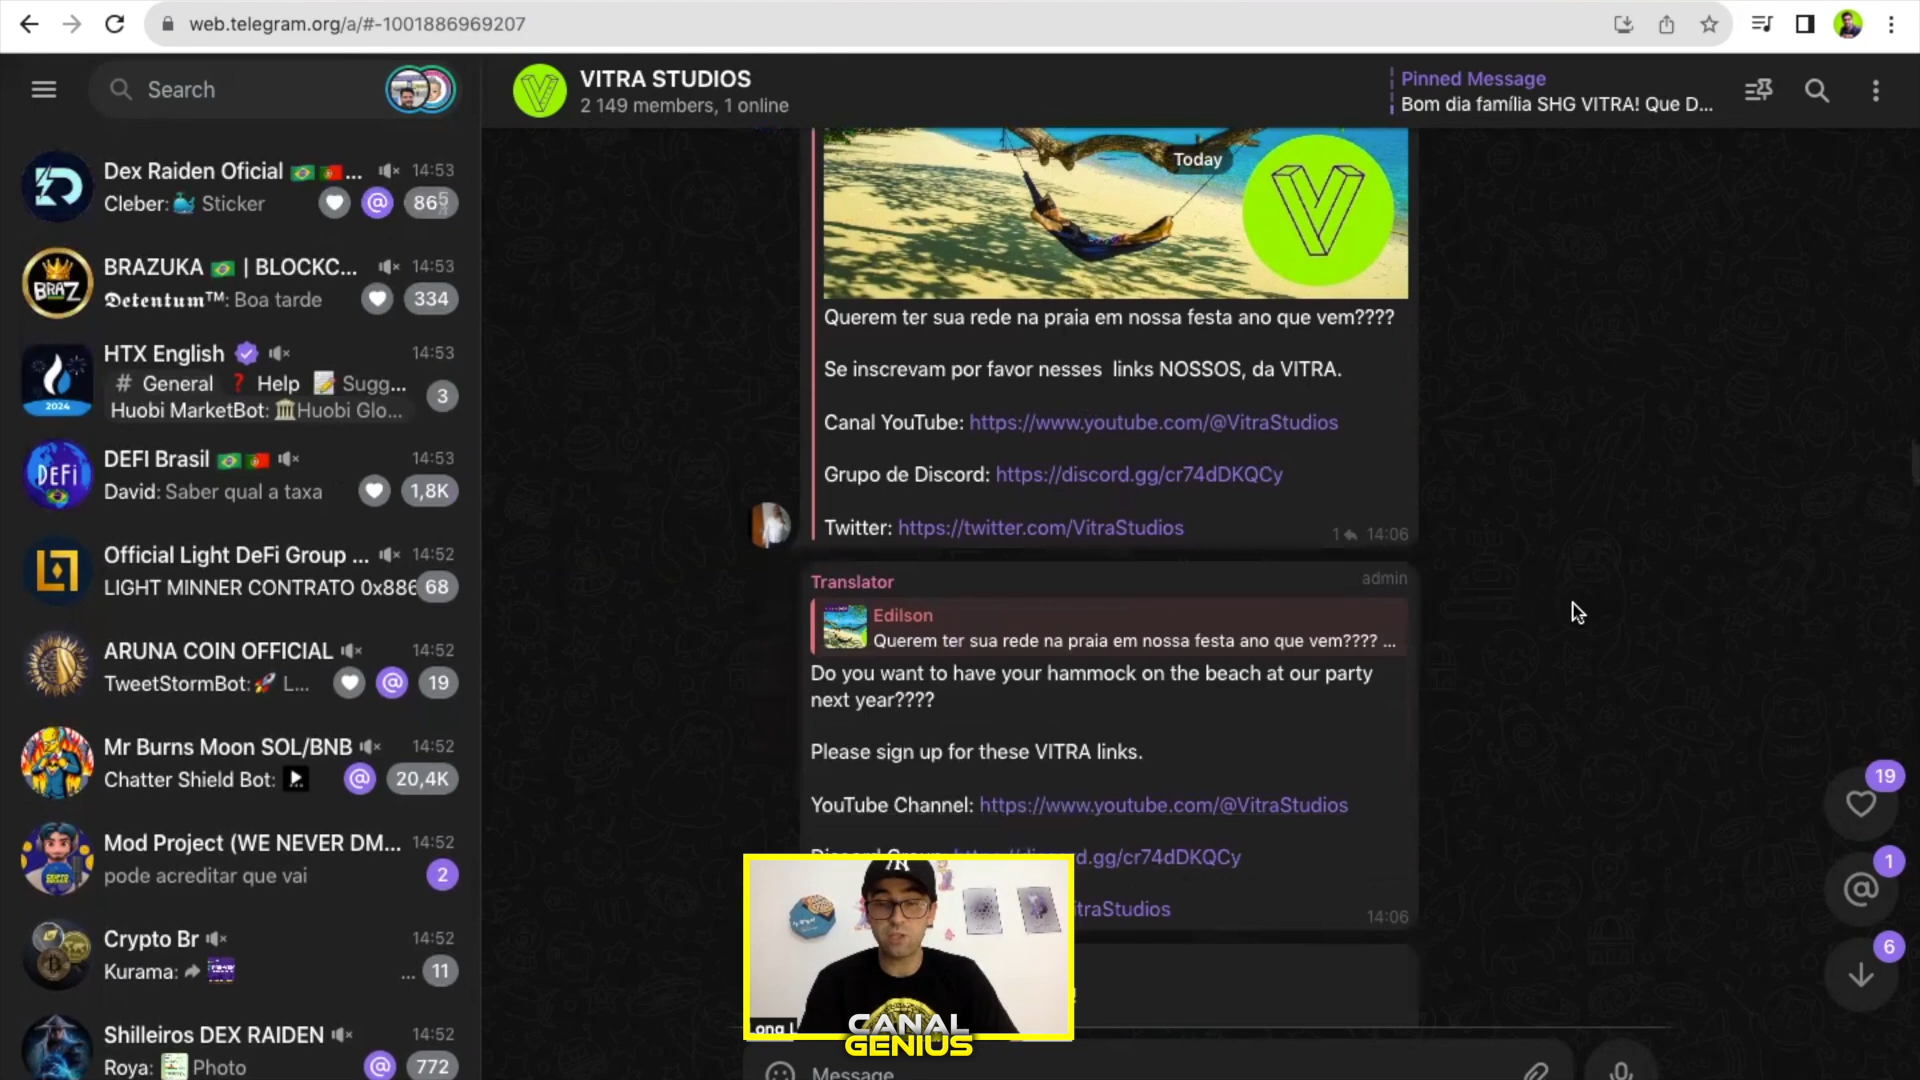 web.telegram.org/a/#-1001886969207
Search
VITRA STUDIOS
2 149 members, 1 online
Pinned Message
Bom dia família SHG VITRA! Que D...
Dex Raiden Oficial 🇧🇷 🇵🇹 ... 14:53
Cleber: 🐳 Sticker @
BRAZUKA 🇧🇷 | BLOCKC... 14:53
BRAZ
𝕯𝖊𝖙𝖊𝖓𝖙𝖚𝖒™: Boa tarde 334
HTX English 14:53
# General ❓ Help 📝 Sugg...
Huobi MarketBot: 🏛Huobi Glo... 3
2024
DEFI Brasil 🇧🇷 🇵🇹 14:53
DEFi
David: Saber qual a taxa 1,8K
Official Light DeFi Group ... 14:52
LIGHT MINNER CONTRATO 0x886 68
ARUNA COIN OFFICIAL 14:52
TweetStormBot: 🚀 L... @ 19
Mr Burns Moon SOL/BNB 14:52
Chatter Shield Bot: @ 20,4K
Mod Project (WE NEVER DM... 14:52
pode acreditar que vai 2
Crypto Br 14:52
Kurama: ... 11
Shilleiros DEX RAIDEN 14:52
Roya: Photo @ 772
Today
Querem ter sua rede na praia em nossa festa ano que vem????
Se inscrevam por favor nesses links NOSSOS, da VITRA.
Canal YouTube: https://www.youtube.com/@VitraStudios
Grupo de Discord: https://discord.gg/cr74dDKQCy
Twitter: https://twitter.com/VitraStudios
1 14:06
Translator admin
Edilson
Querem ter sua rede na praia em nossa festa ano que vem???? ...
Do you want to have your hammock on the beach at our party
next year????
Please sign up for these VITRA links.
YouTube Channel: https://www.youtube.com/@VitraStudios
d.gg/cr74dDKQCy
itraStudios
14:06
CANAL
GENIUS
Message
19
1
@
6